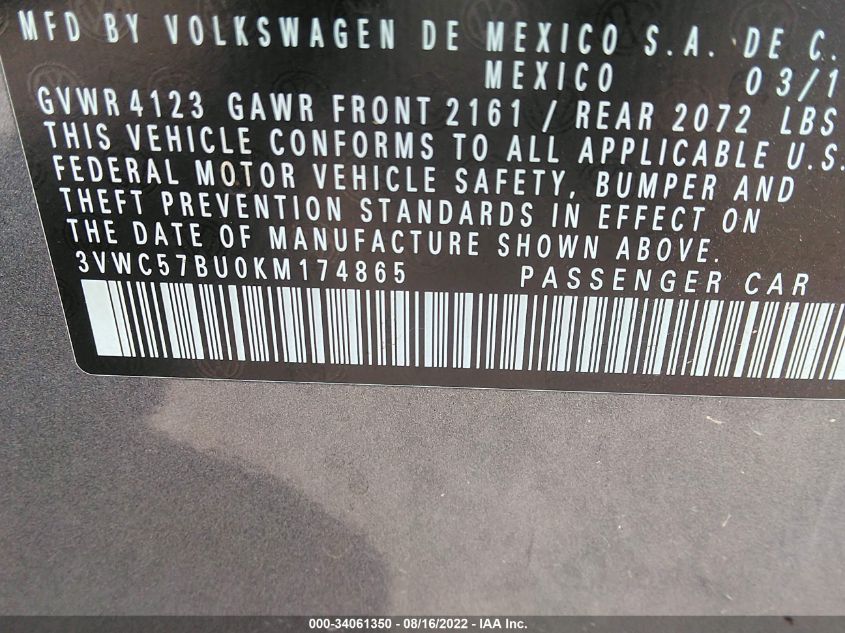 MFD BY VOLKSWAGEN DE MEXICO S.A. DE C.
MEXICO 03/1
GVWR 4123 GAWR FRONT 2161 / REAR 2072 LBS
THIS VEHICLE CONFORMS TO ALL APPLICABLE U.S.
FEDERAL MOTOR VEHICLE SAFETY, BUMPER AND
THEFT PREVENTION STANDARDS IN EFFECT ON
THE DATE OF MANUFACTURE SHOWN ABOVE.
3VWC57BU0KM174865 PASSENGER CAR
000-34061350 | 08/16/2022 - IAA Inc.